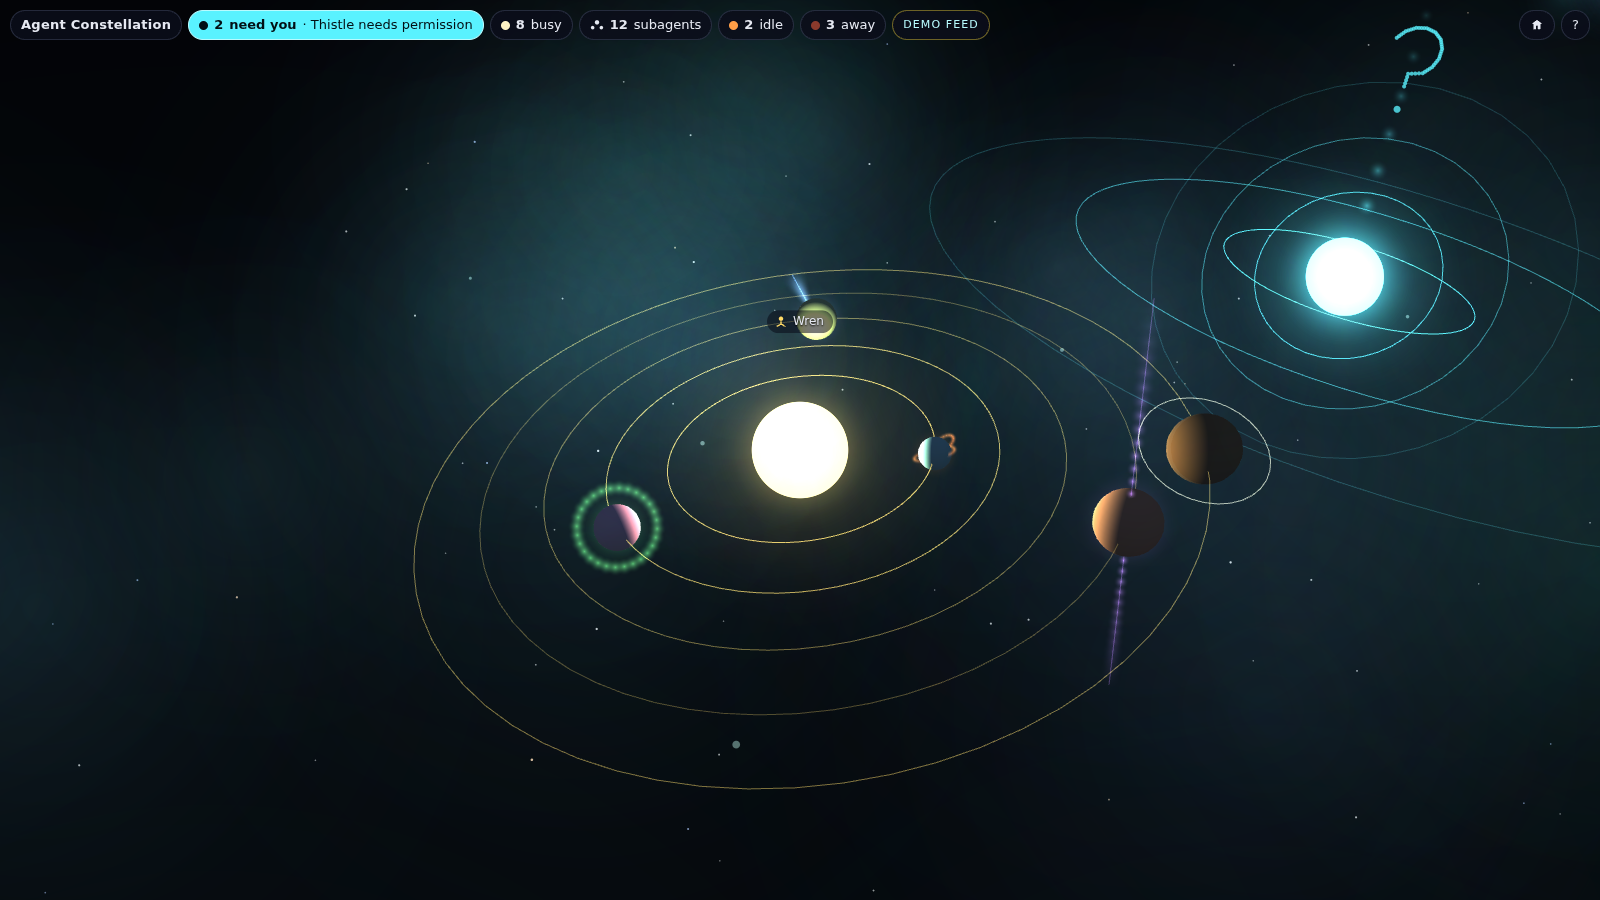 Agent Constellation
2 need you · Thistle needs permission
8 busy
12 subagents
2 idle
3 away
DEMO FEED
?
?
Wren